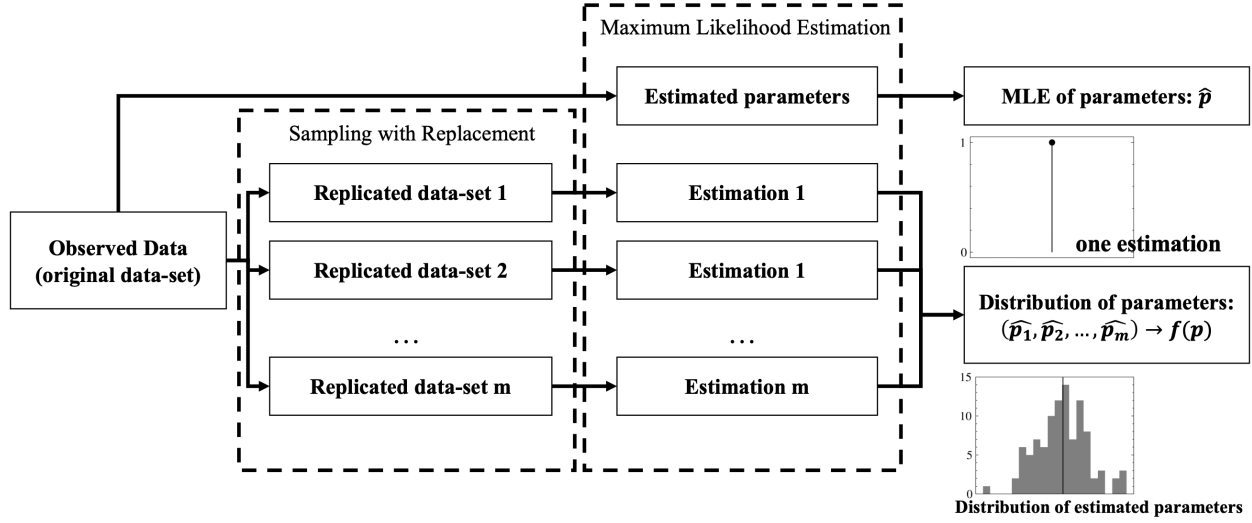 Maximum Likelihood Estimation
Estimated parameters
MLE of parameters: p̂
Sampling with Replacement
Replicated data-set 1
Estimation 1
1
0
one estimation
Observed Data
(original data-set)
Replicated data-set 2
Estimation 1
Distribution of parameters:
(p̂₁, p̂₂, …, p̂ₘ) → f(p)
…
…
Replicated data-set m
Estimation m
15
10
5
0
Distribution of estimated parameters